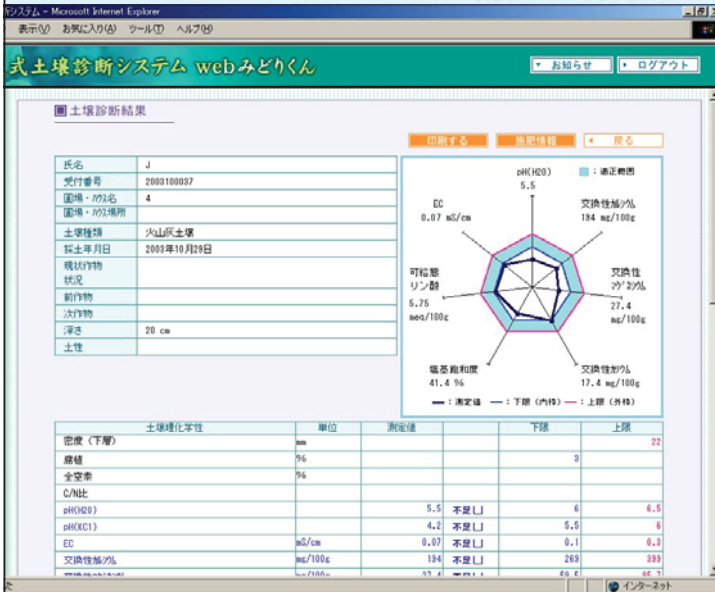 Microsoft Internet Explorer
表示(V) お気に入り(A) ツール(T) ヘルプ(H)
式土壌診断システム webみどりくん
お知らせ
ログアウト
土壌診断結果
印刷する
施肥情報
戻る
氏名 J
受付番号 2003100037
圃場・ハウス名 4
圃場・ハウス場所
土壌種類 火山灰土壌
採土年月日 2003年10月29日
現状作物
状況
前作物
次作物
深さ 20 cm
土性
pH(H2O)
5.5
:適正範囲
EC
0.07 mS/cm
交換性カルシウム
194 mg/100g
可給態
リン酸
5.75
meq/100g
交換性
マグネシウム
27.4
mg/100g
塩基飽和度
41.4 %
交換性カリウム
17.4 mg/100g
:測定値 :下限(内枠) :上限(外枠)
土壌理化学性 単位 測定値 下限 上限
密度(下層) mm 22
腐植 % 3
全窒素 %
C/N比
pH(H2O) 5.5 不足 6 6.5
pH(KCl) 4.2 不足 5.5 6
EC mS/cm 0.07 不足 0.1 0.3
交換性カルシウム mg/100g 194 不足 269 399
インターネット